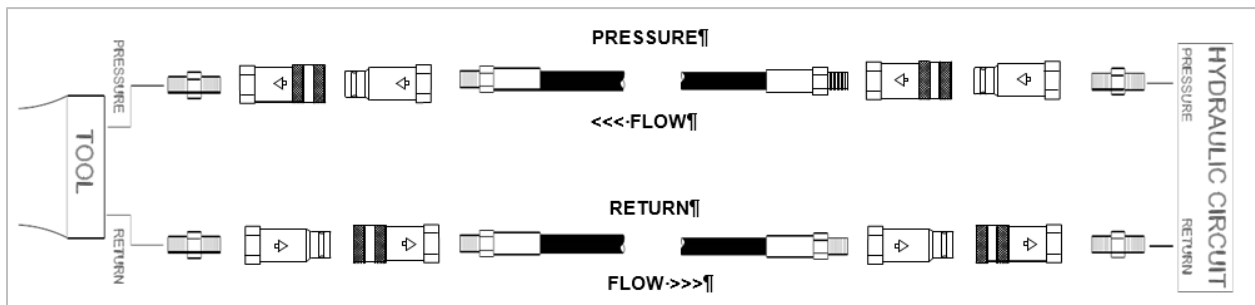 PRESSURE¶
PRESSURE
HYDRAULIC CIRCUIT
PRESSURE
<<<·FLOW¶
TOOL
RETURN¶
RETURN
RETURN
FLOW·>>>¶